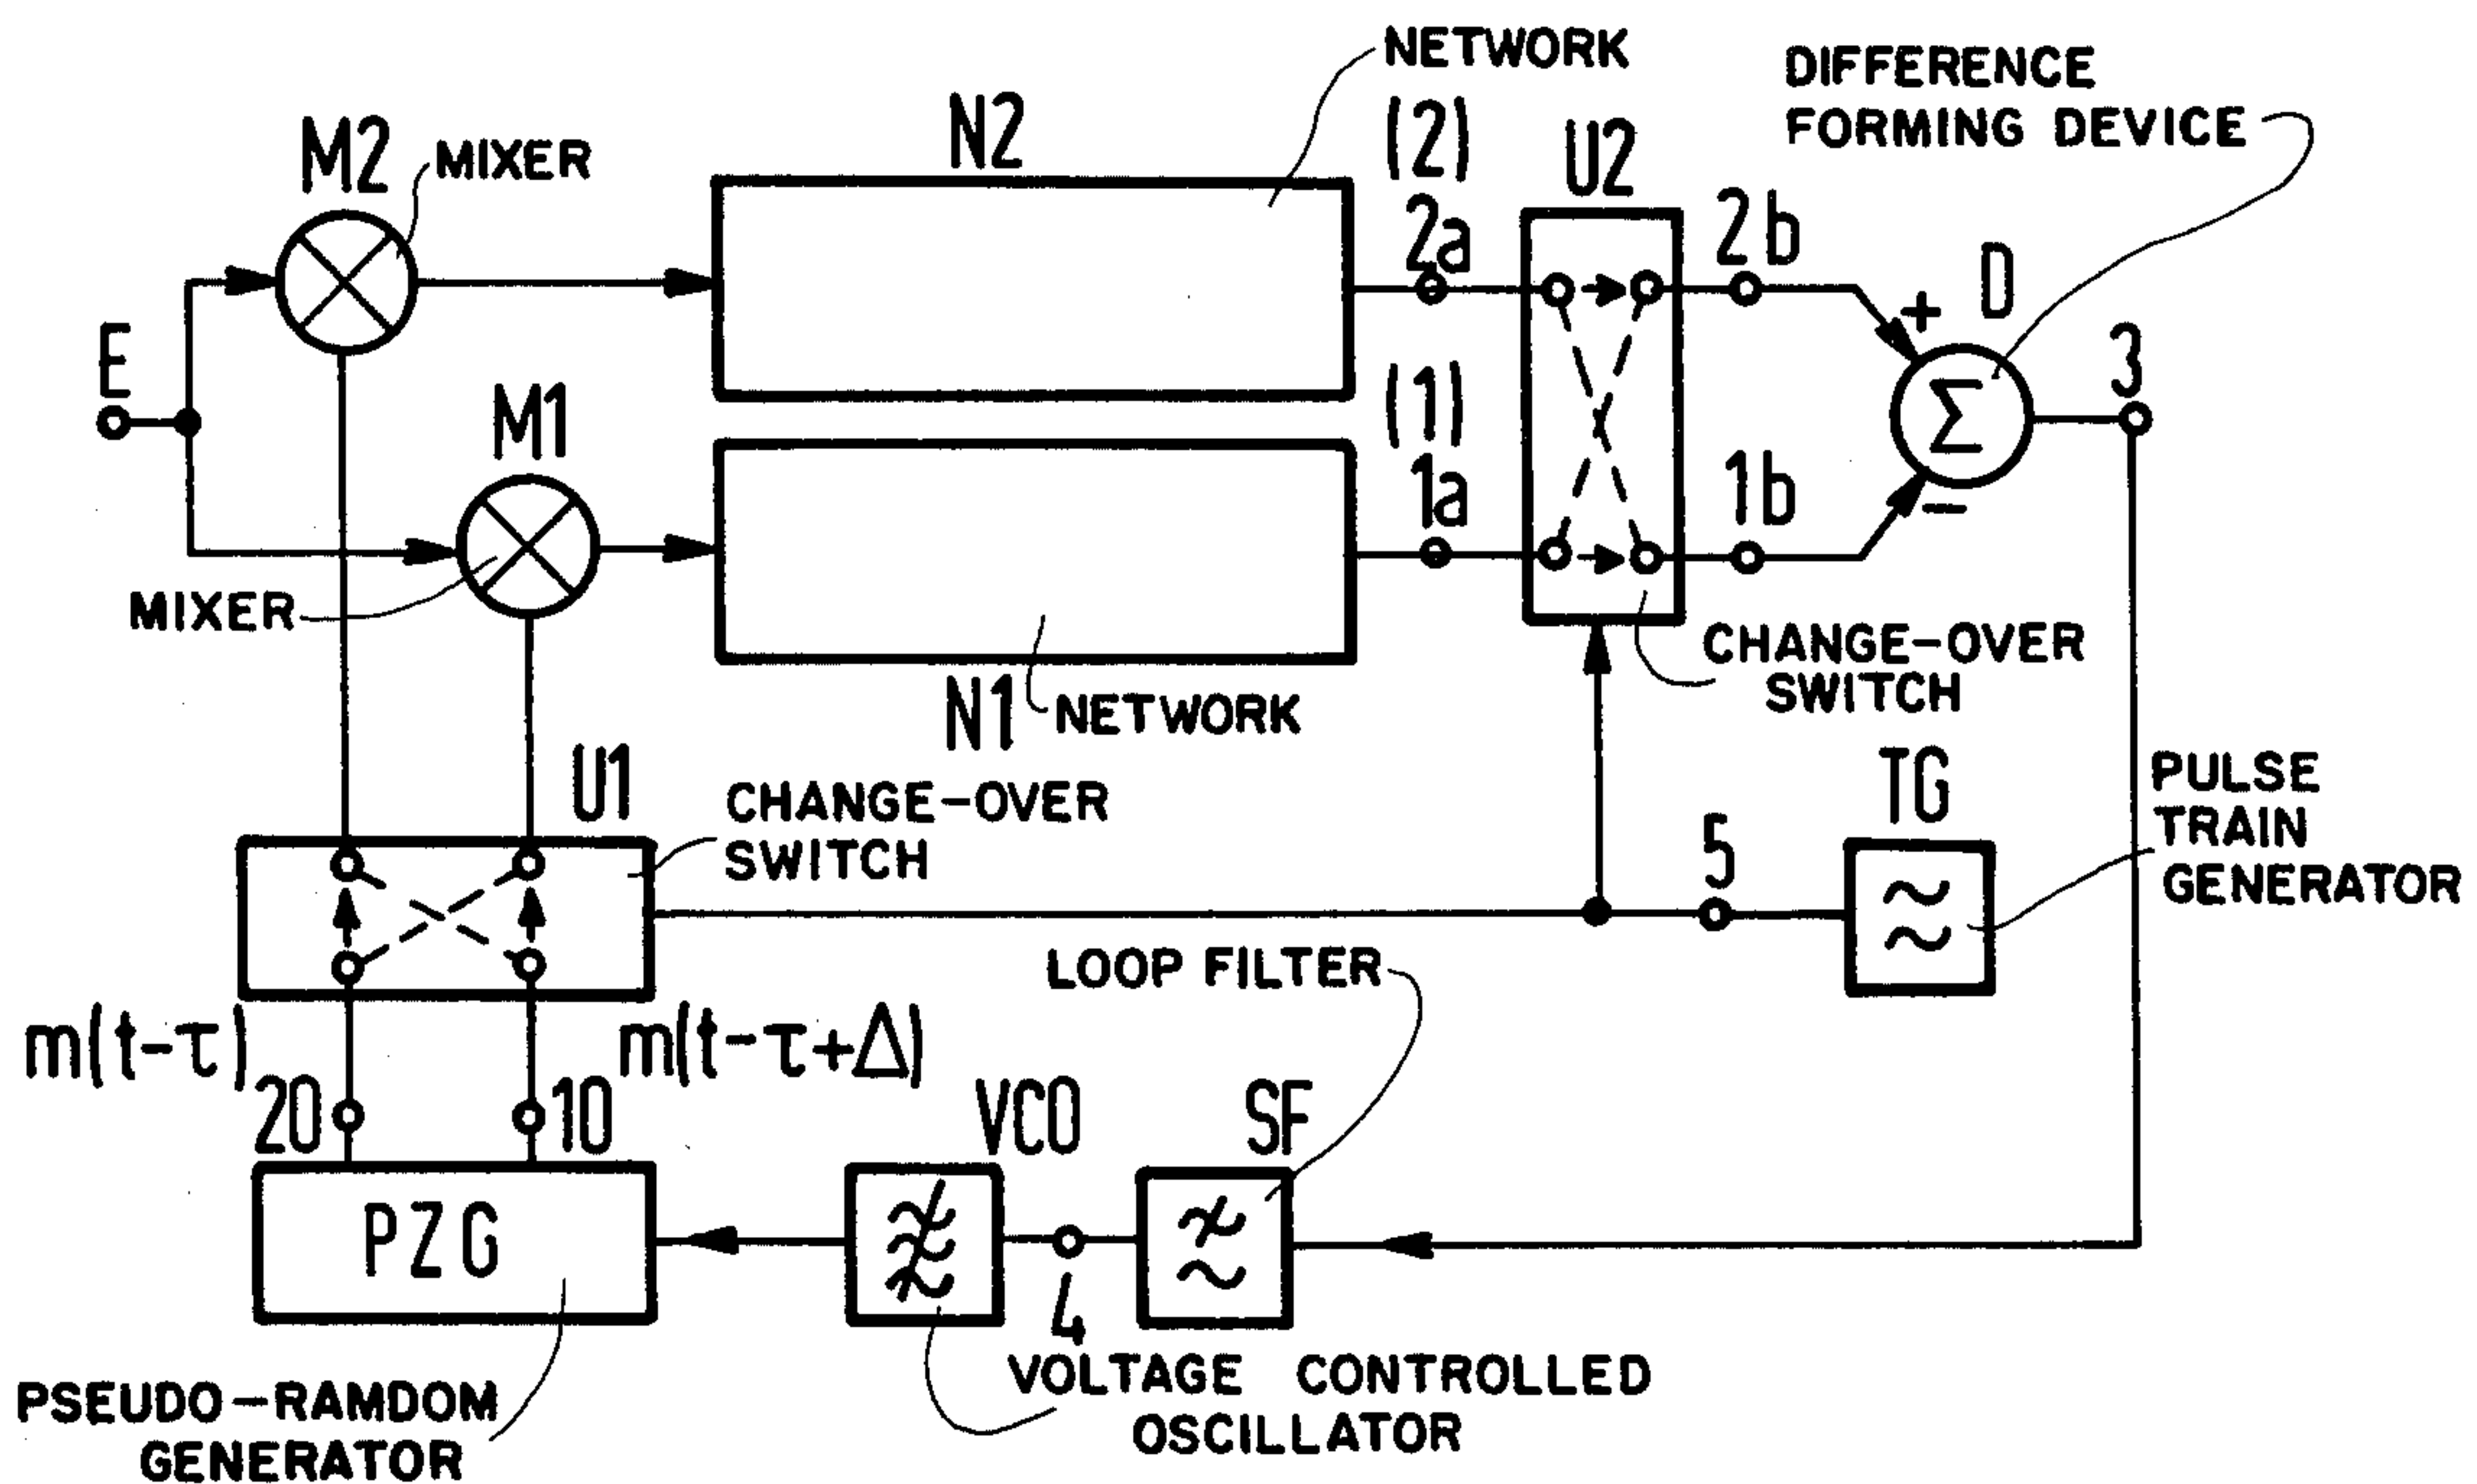 NETWORK
DIFFERENCE
FORMING DEVICE
M2
MIXER
N2
(2)
2a
U2
2b
+
D
3
E
M1
(1)
1a
Σ
1b
−
MIXER
N1
NETWORK
CHANGE-OVER
SWITCH
U1
CHANGE-OVER
SWITCH
5
TG
PULSE
TRAIN
GENERATOR
LOOP FILTER
m(t-τ)
m(t-τ+Δ)
20
10
VCO
SF
PZG
4
VOLTAGE CONTROLLED
OSCILLATOR
PSEUDO-RAMDOM
GENERATOR